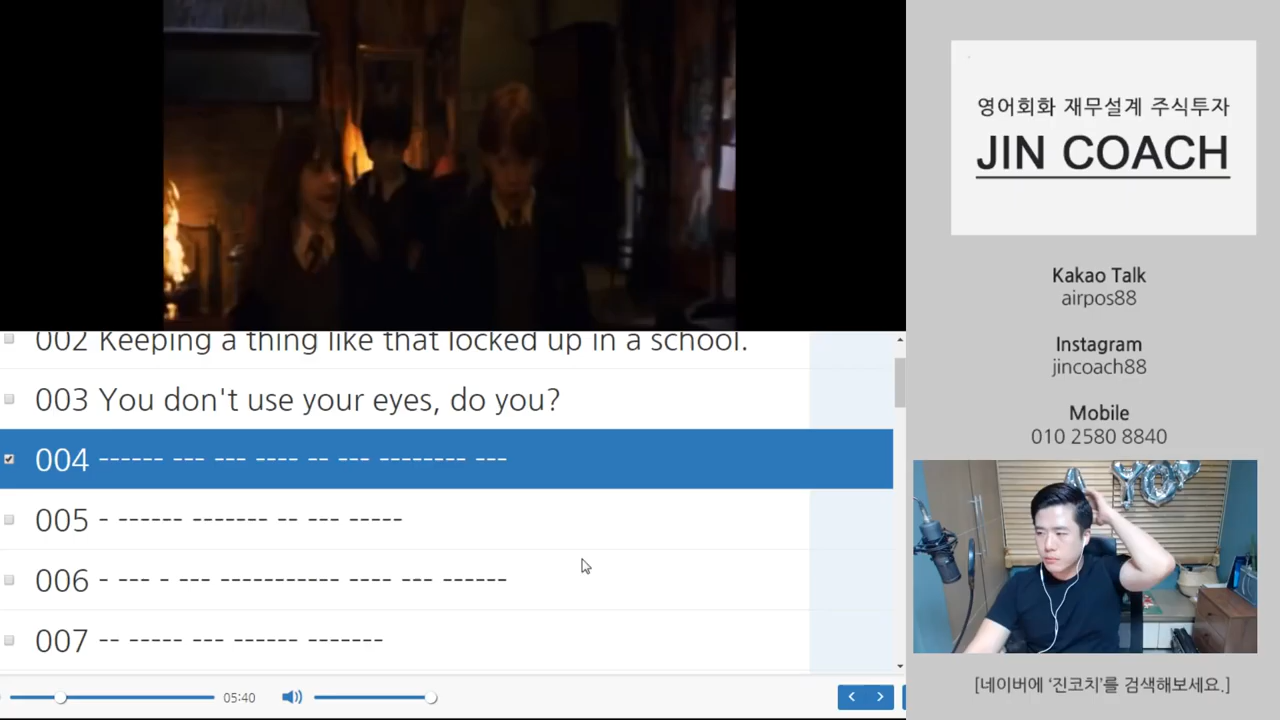 002 Keeping a thing like that locked up in a school.
003 You don't use your eyes, do you?
004 ------ --- --- ---- -- --- -------- ---
005 - ------ ------- -- --- -----
006 - --- - --- ----------- ---- --- ------
007 -- ----- --- ------ -------
05:40
영어회화 재무설계 주식투자
JIN COACH
Kakao Talk
airpos88
Instagram
jincoach88
Mobile
010 2580 8840
[네이버에 '진코치'를 검색해보세요.]